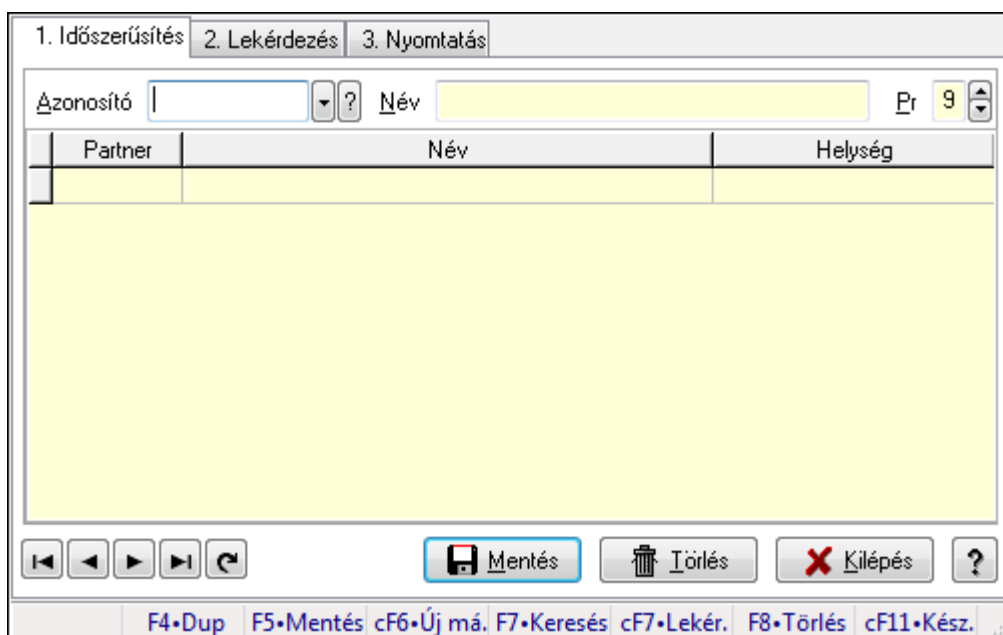 1. Időszerűsítés 2. Lekérdezés 3. Nyomtatás
Azonosító ? Név Pr 9
Partner Név Helység
Mentés Törlés Kilépés ?
F4•Dup F5•Mentés cF6•Új má. F7•Keresés cF7•Lekér. F8•Törlés cF11•Kész.